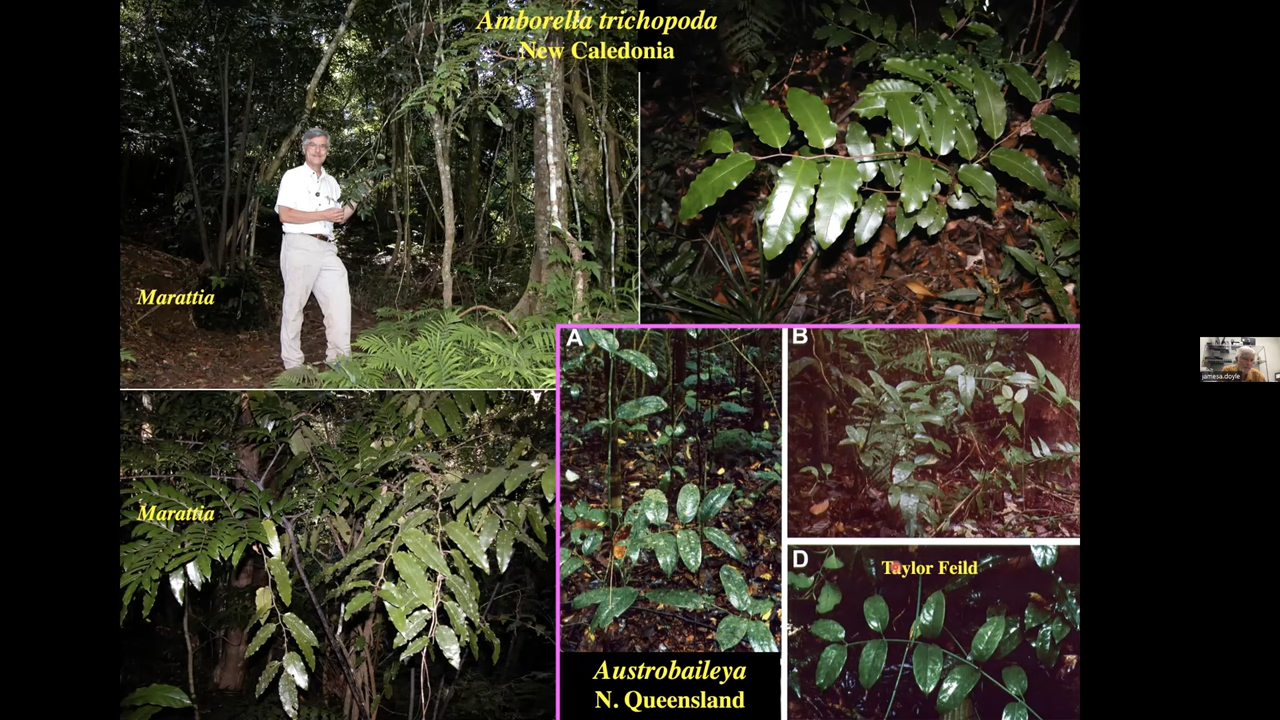 Amborella trichopoda
New Caledonia
Marattia
Marattia
A
B
D
Taylor Feild
Austrobaileya
N. Queensland
jamesa.doyle